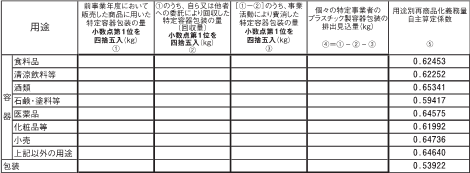 用途
前事業年度において
販売した商品に用いた
特定容器包装の量
小数点第1位を
四捨五入(kg)
①
①のうち、自ら又は他者
への委託により回収した
特定容器包装の量
(回収量)
小数点第1位を
四捨五入(kg)
②
[①-②]のうち、事業
活動により費消した
特定容器包装の量
小数点第1位を
四捨五入(kg)
③
個々の特定事業者の
プラスチック製容器包装の
排出見込量(kg)
④=①-②-③
用途別再商品化義務量
自主算定係数
⑤
容器
食料品 0.62453
清涼飲料等 0.62252
酒類 0.65341
石鹸・塗料等 0.59417
医薬品 0.64575
化粧品等 0.61992
小売 0.64736
上記以外の用途 0.64640
包装 0.53922